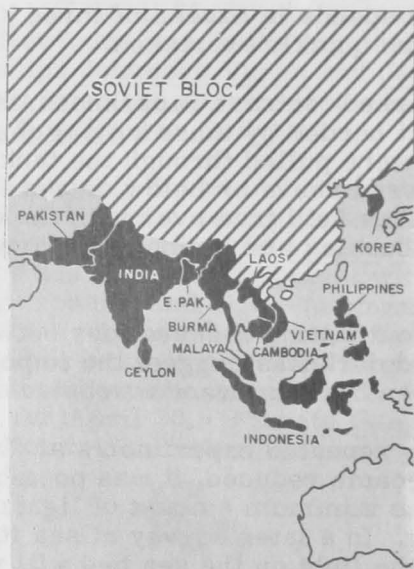 SOVIET BLOC
PAKISTAN
INDIA
E. PAK.
BURMA
MALAYA
CEYLON
LAOS
KOREA
PHILIPPINES
VIETNAM
CAMBODIA
INDONESIA